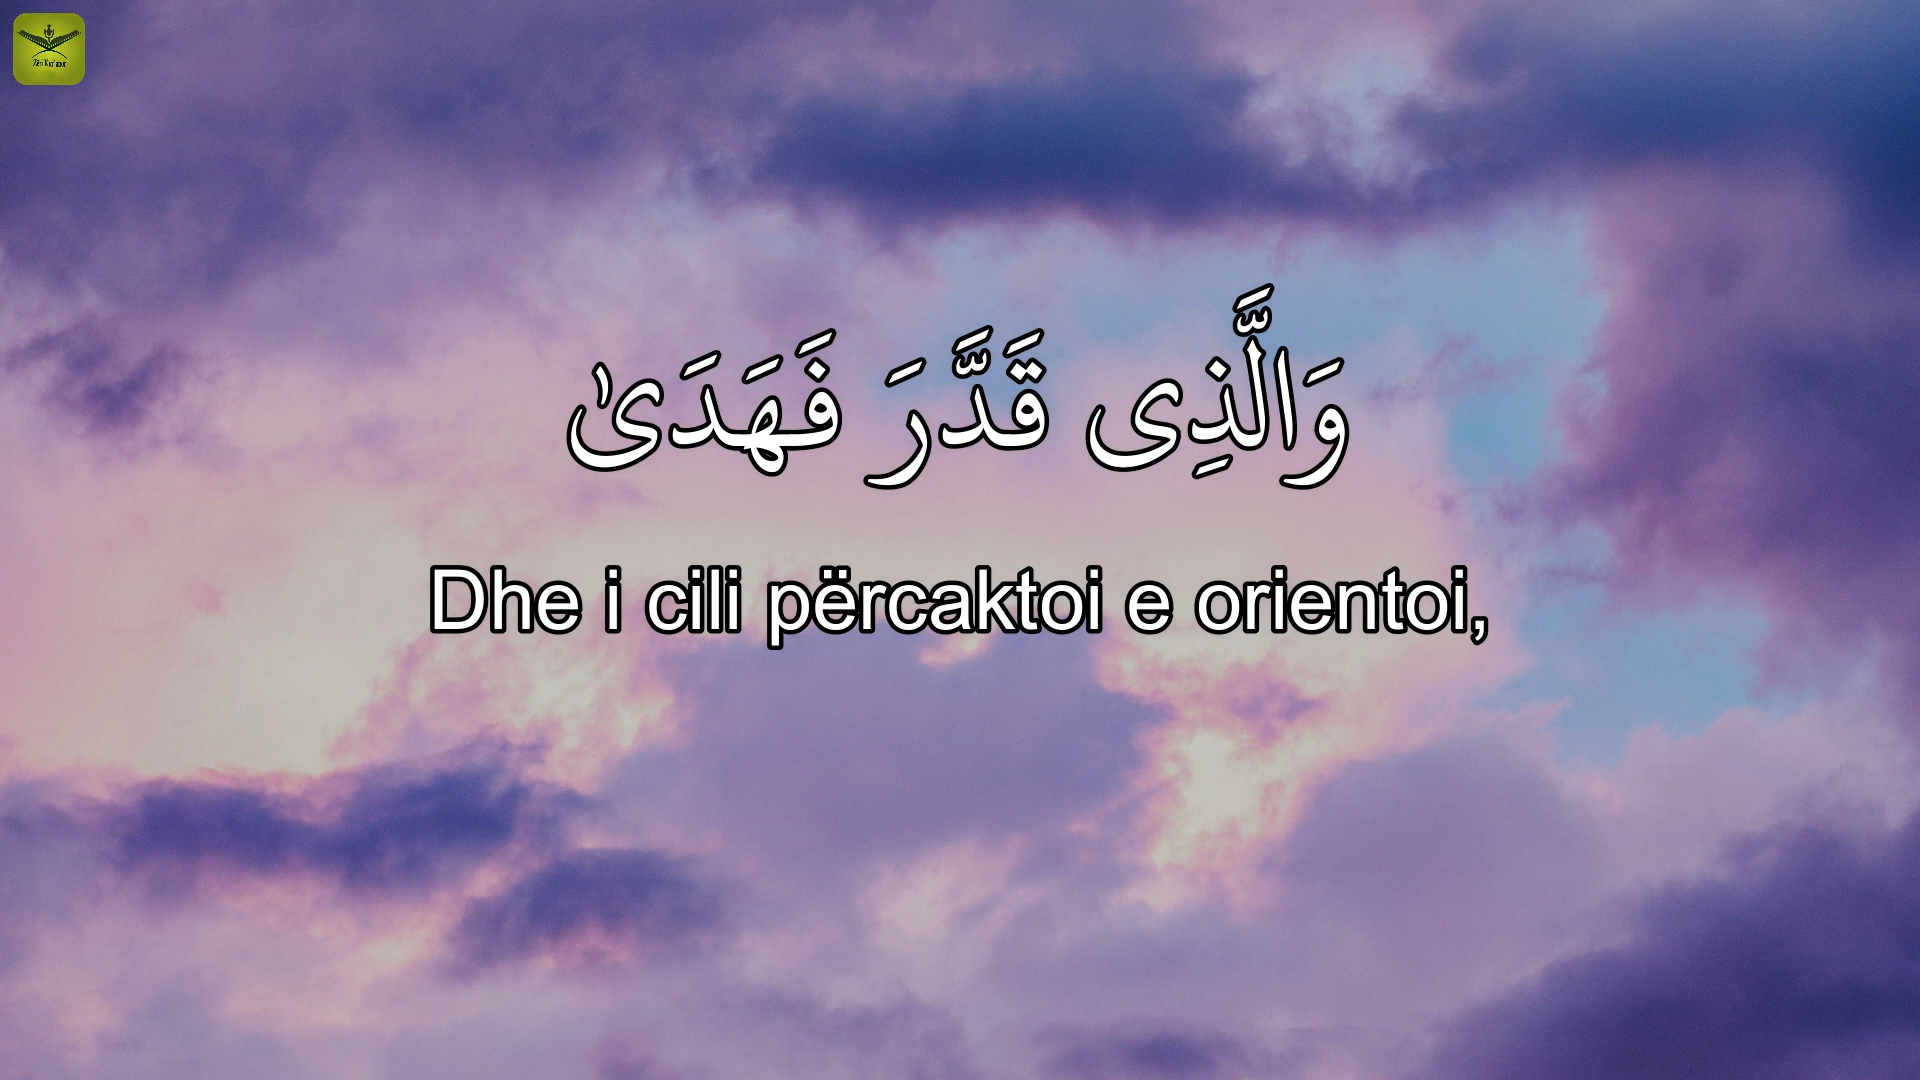 وَالَّذِى قَدَّرَ فَهَدَىٰ
Dhe i cili përcaktoi e orientoi,